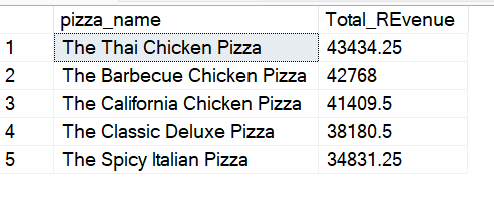 pizza_name Total_REvenue
1 The Thai Chicken Pizza 43434.25
2 The Barbecue Chicken Pizza 42768
3 The California Chicken Pizza 41409.5
4 The Classic Deluxe Pizza 38180.5
5 The Spicy Italian Pizza 34831.25